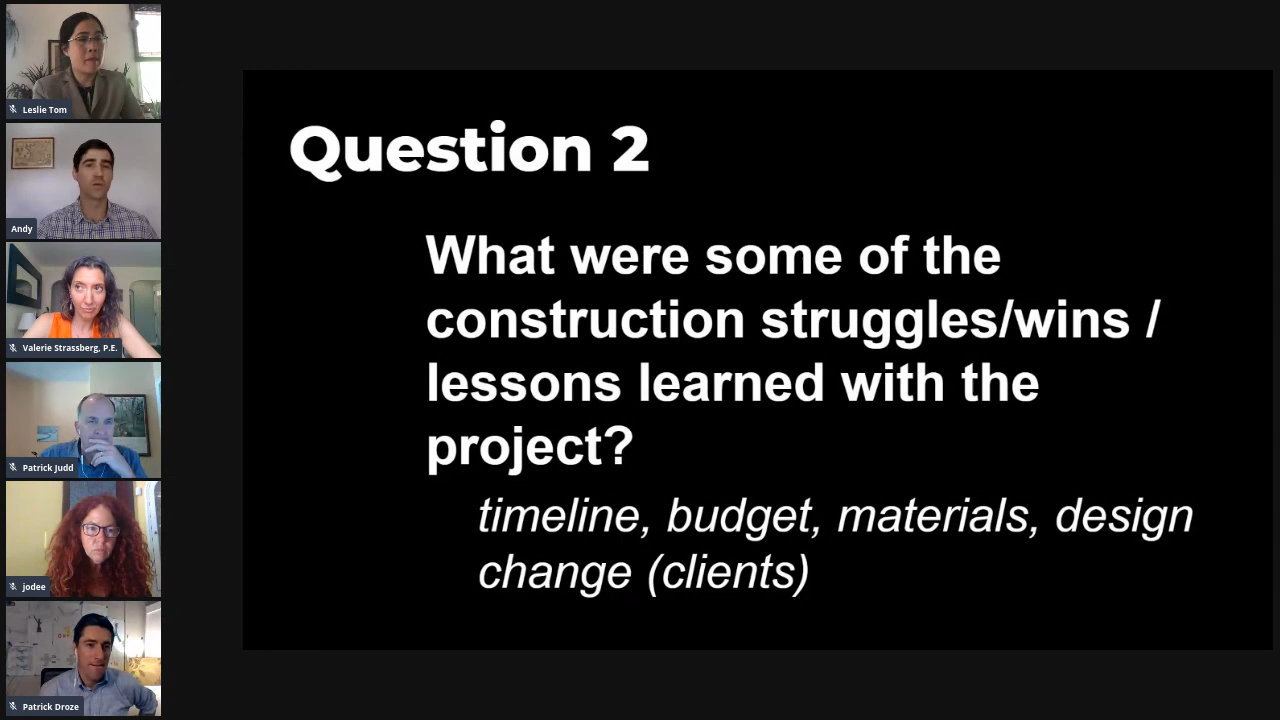 Leslie Tom
Andy
Valerie Strassberg, P.E.
Patrick Judd
jodee
Patrick Droze
Question 2
What were some of the
construction struggles/wins /
lessons learned with the
project?
timeline, budget, materials, design
change (clients)